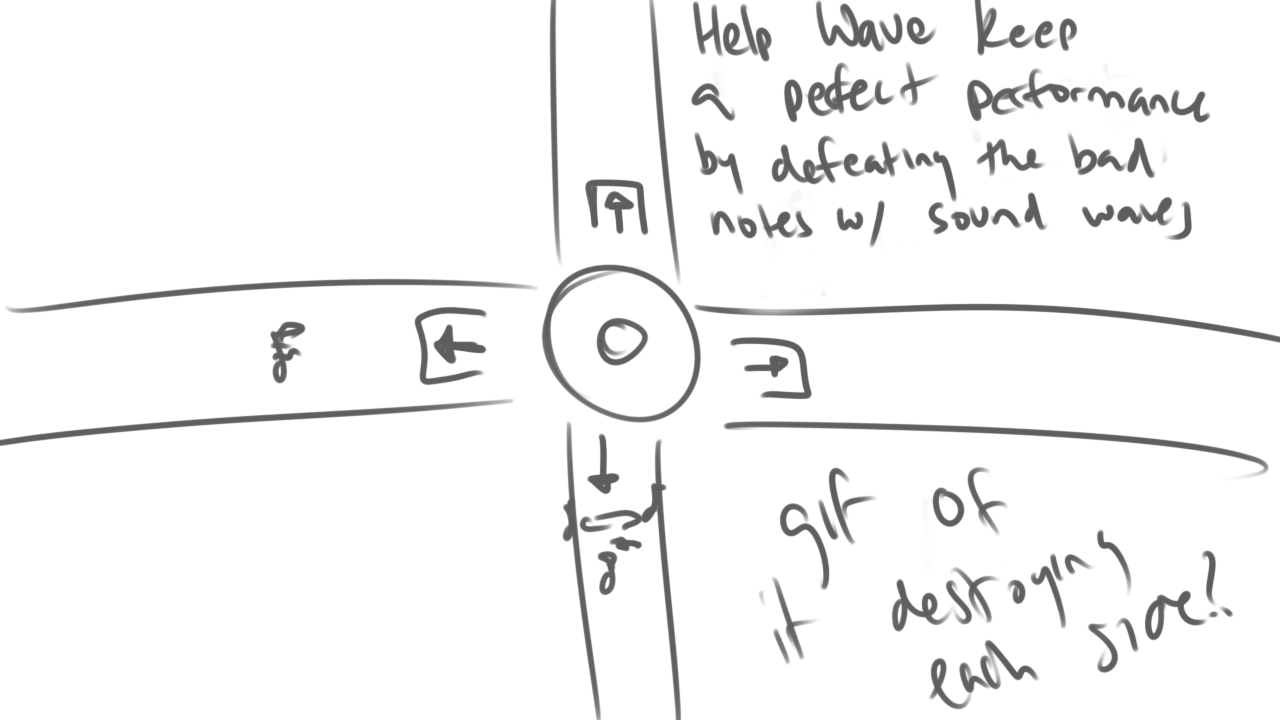 Help Wave keep
a pefect performance
by defeating the bad
notes w/ sound waves
gif of
it destroying
each side?